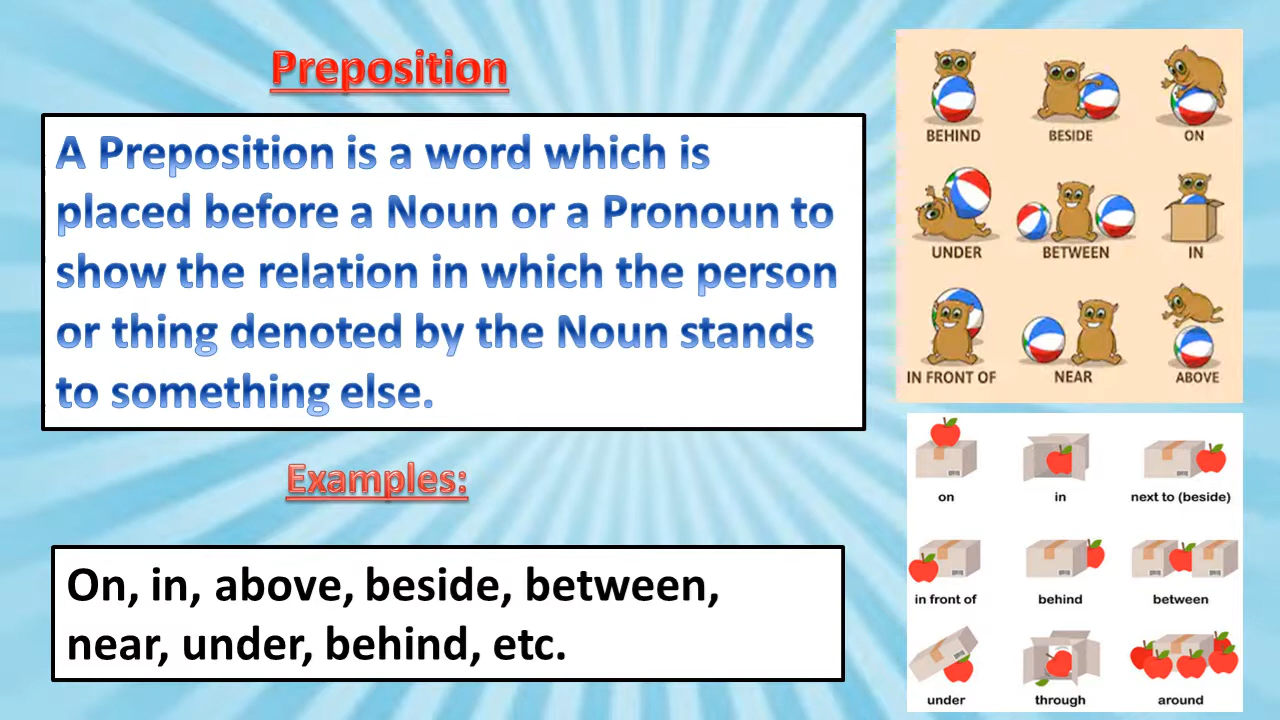 Preposition
A Preposition is a word which is
placed before a Noun or a Pronoun to
show the relation in which the person
or thing denoted by the Noun stands
to something else.
Examples:
On, in, above, beside, between,
near, under, behind, etc.
BEHIND BESIDE ON
UNDER BETWEEN IN
IN FRONT OF NEAR ABOVE
on in next to (beside)
in front of behind between
under through around